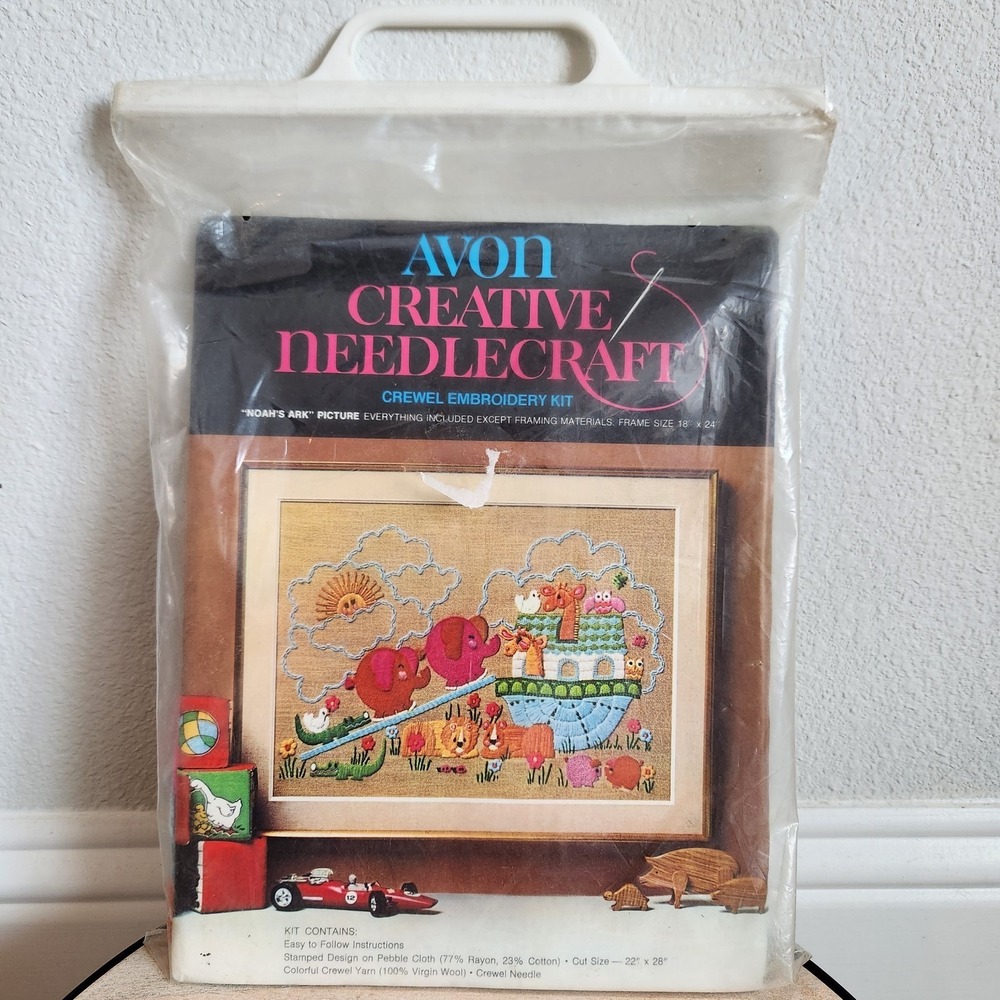 AVON
CREATIVE
NEEDLECRAFT
CREWEL EMBROIDERY KIT
"NOAH'S ARK" PICTURE EVERYTHING INCLUDED EXCEPT FRAMING MATERIALS. FRAME SIZE 18" x 24"
12
KIT CONTAINS:
Easy to Follow Instructions
Stamped Design on Pebble Cloth (77% Rayon, 23% Cotton) • Cut Size — 22" x 28"
Colorful Crewel Yarn (100% Virgin Wool) • Crewel Needle